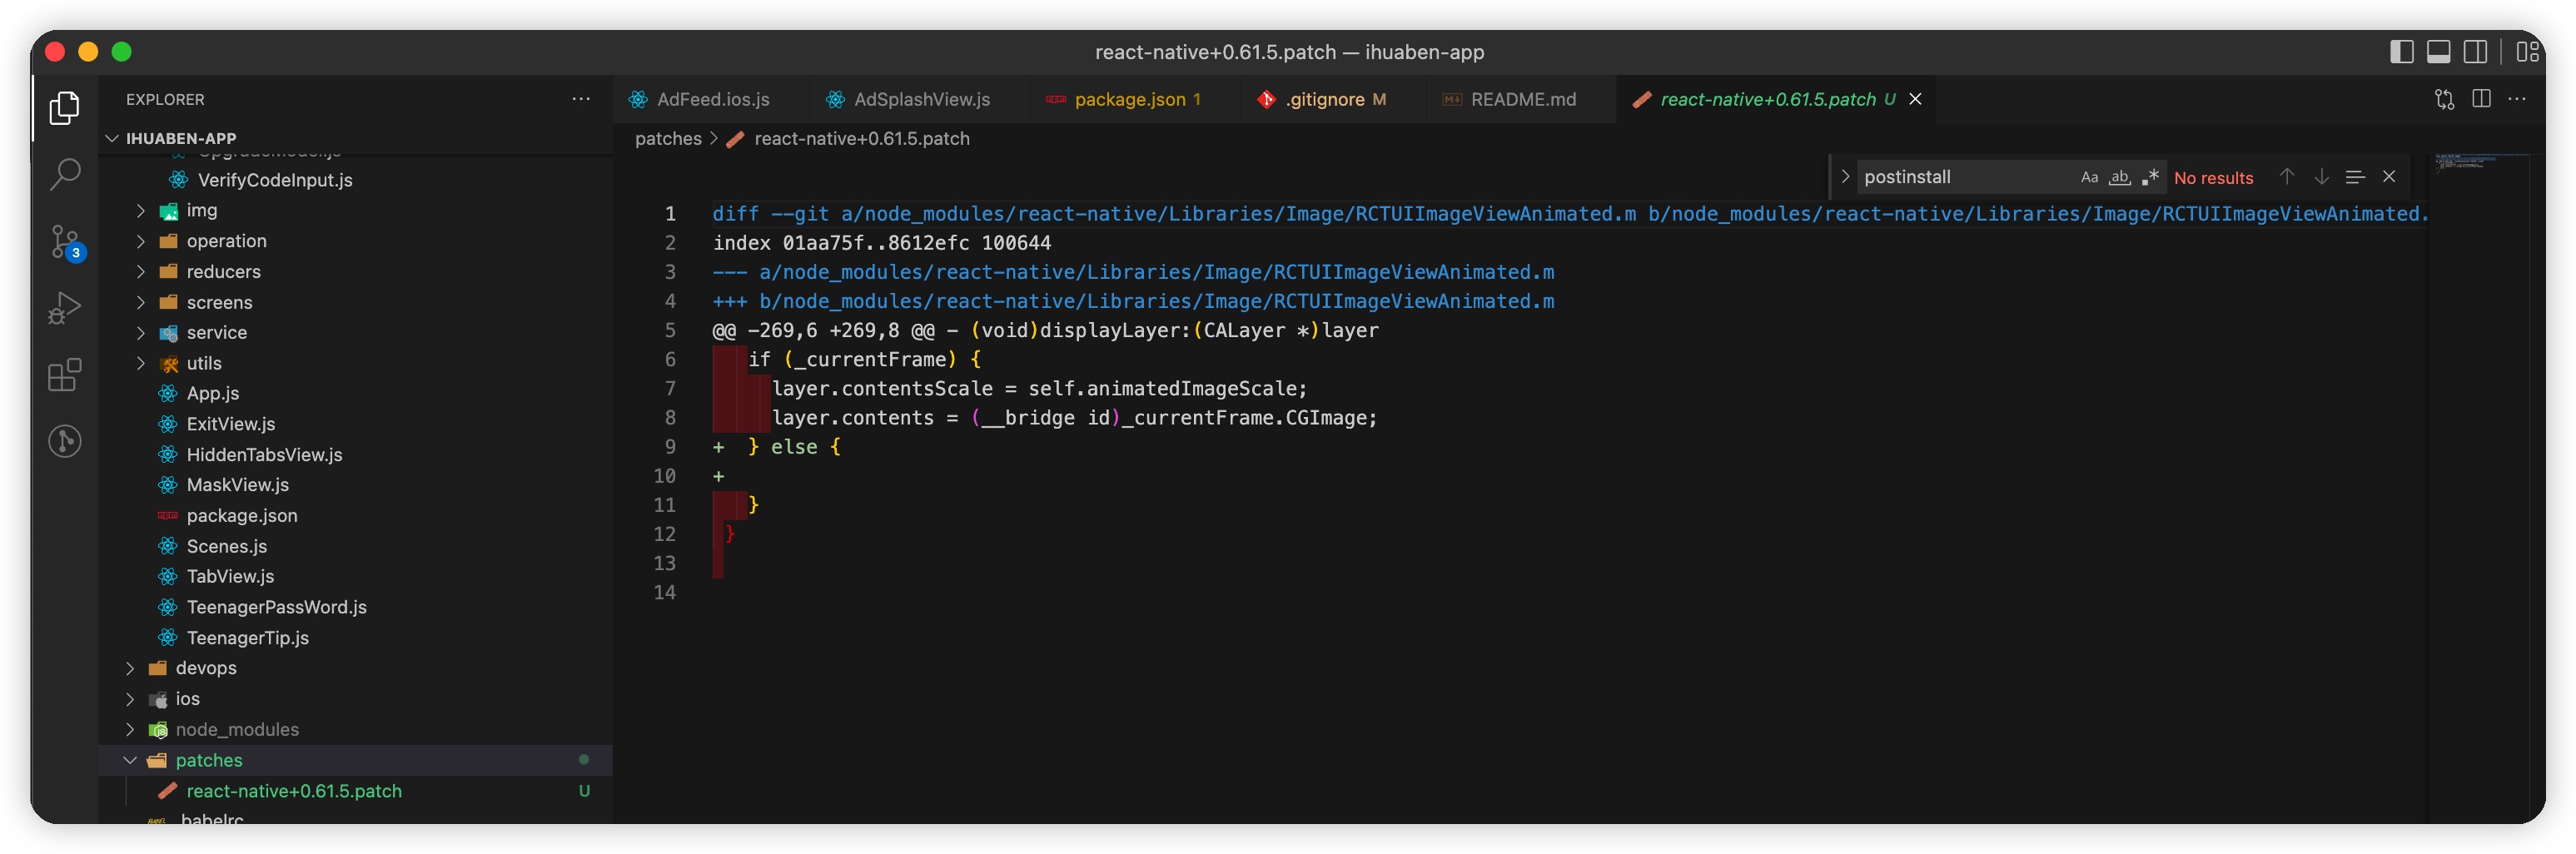 react-native+0.61.5.patch — ihuaben-app
EXPLORER
AdFeed.ios.js
AdSplashView.js
package.json 1
.gitignore M
README.md
react-native+0.61.5.patch U
IHUABEN-APP
patches > react-native+0.61.5.patch
postinstall
Aa ab .* No results
UpgradeModel.js
VerifyCodeInput.js
img
operation
reducers
screens
service
utils
App.js
ExitView.js
HiddenTabsView.js
MaskView.js
package.json
Scenes.js
TabView.js
TeenagerPassWord.js
TeenagerTip.js
devops
ios
node_modules
patches
react-native+0.61.5.patch U
babelrc
3
1 diff --git a/node_modules/react-native/Libraries/Image/RCTUIImageViewAnimated.m b/node_modules/react-native/Libraries/Image/RCTUIImageViewAnimated.
2 index 01aa75f..8612efc 100644
3 --- a/node_modules/react-native/Libraries/Image/RCTUIImageViewAnimated.m
4 +++ b/node_modules/react-native/Libraries/Image/RCTUIImageViewAnimated.m
5 @@ -269,6 +269,8 @@ - (void)displayLayer:(CALayer *)layer
6    if (_currentFrame) {
7      layer.contentsScale = self.animatedImageScale;
8      layer.contents = (__bridge id)_currentFrame.CGImage;
9 +  } else {
10 +
11    }
12  }
13
14